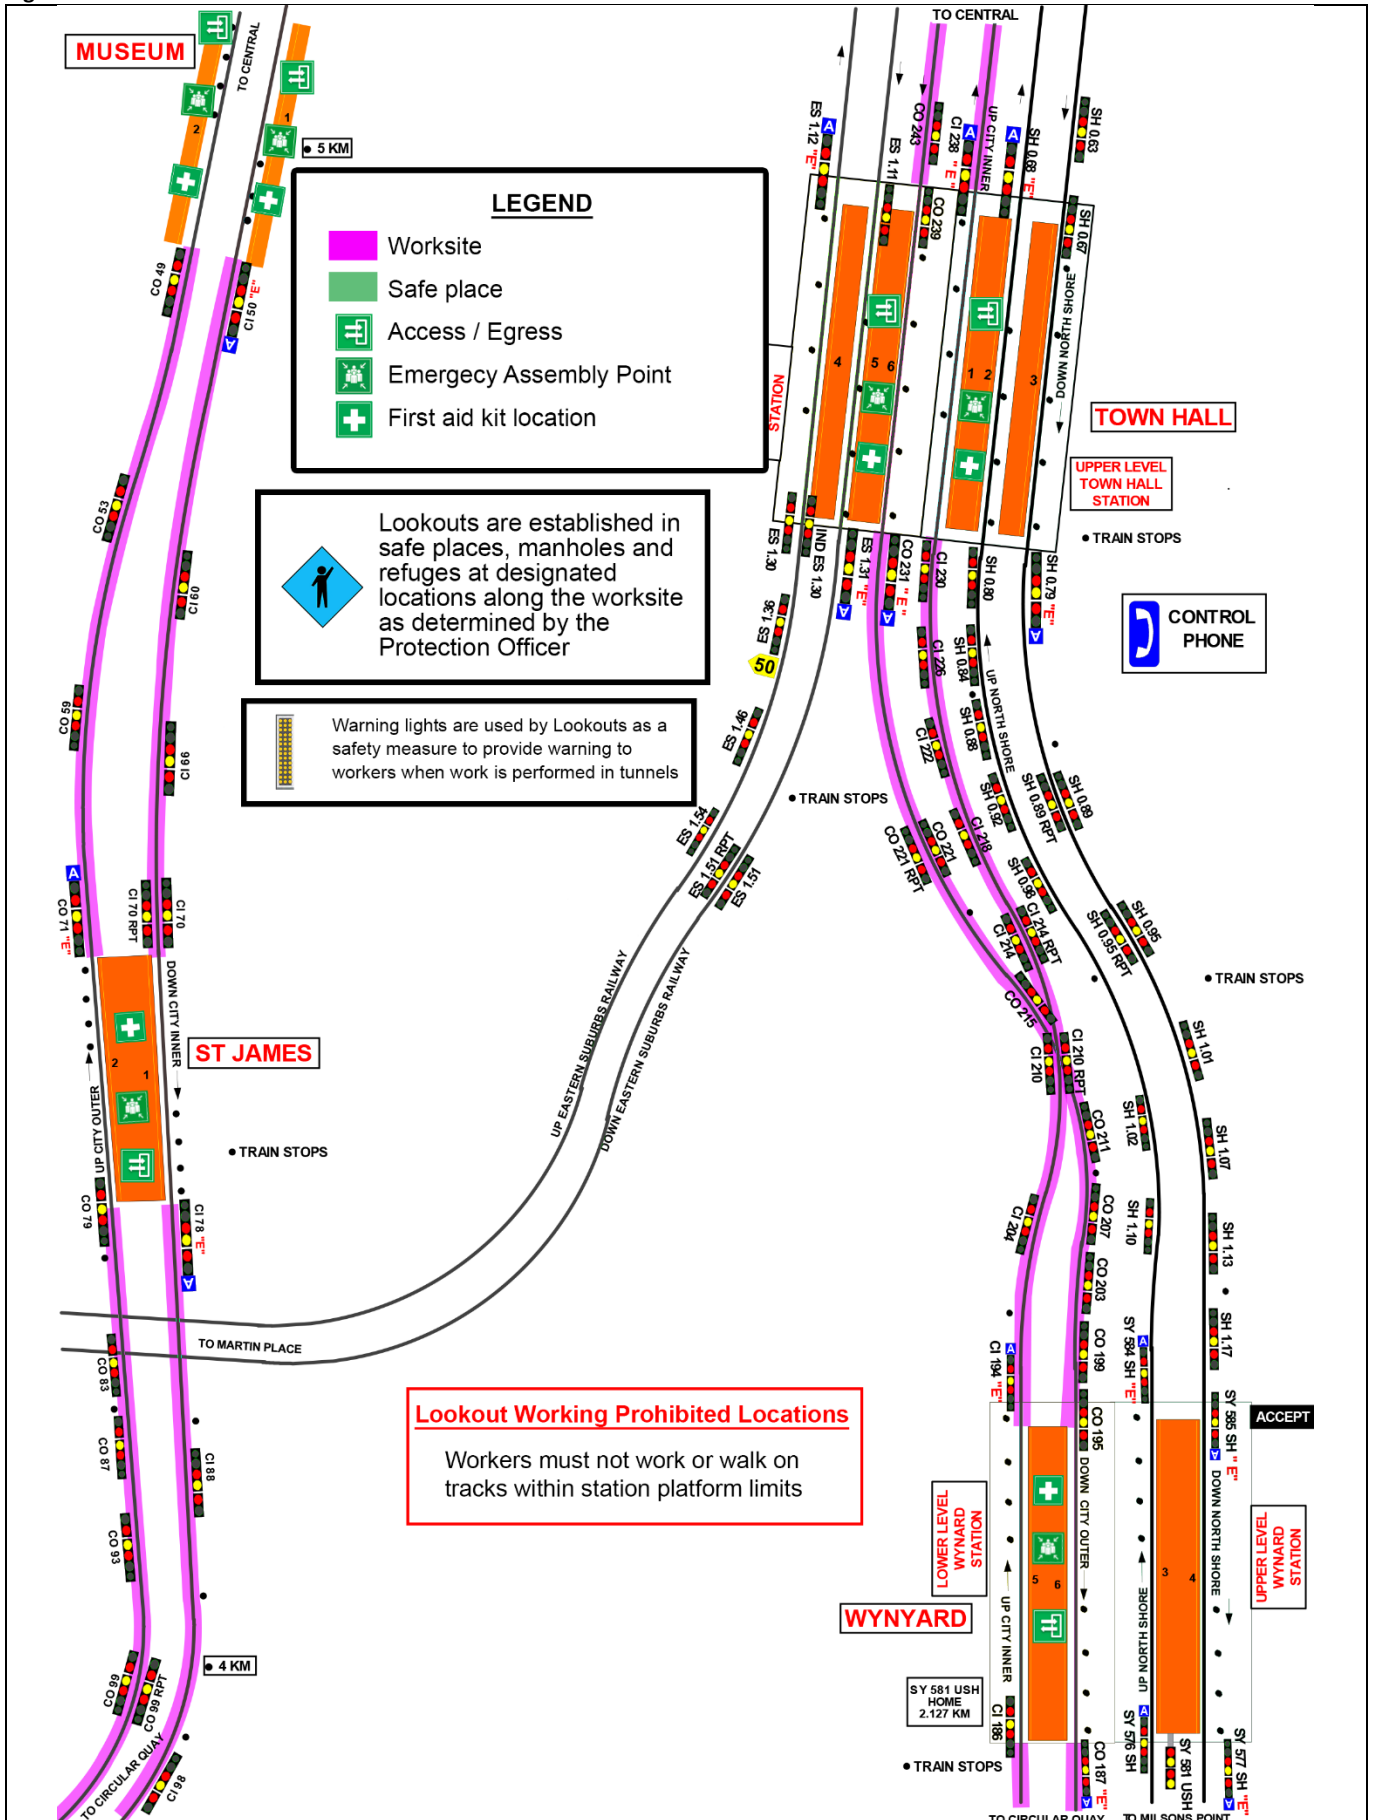 MUSEUM
TO CENTRAL
2
1
5 KM
LEGEND
Worksite
Safe place
Access / Egress
Emergecy Assembly Point
First aid kit location
Lookouts are established in
safe places, manholes and
refuges at designated
locations along the worksite
as determined by the
Protection Officer
Warning lights are used by Lookouts as a
safety measure to provide warning to
workers when work is performed in tunnels
CO 49
CI 50 "E"
A
CO 53
CI 60
CO 59
CI 66
A
CO 71 "E"
CI 70 RPT
CI 70
DOWN CITY INNER
ST JAMES
2
1
UP CITY OUTER
TRAIN STOPS
CO 79
CI 78 "E"
A
TO MARTIN PLACE
CO 83
CO 87
CI 88
CO 93
CO 99
CO 99 RPT
4 KM
CI 98
TO CIRCULAR QUAY
TO CENTRAL
ES 1.12 "E"
A
ES 1.11
CO 243
CI 238 "E"
A
UP CITY INNER
A
SH 0.68 "E"
SH 0.63
CO 239
SH 0.67
DOWN NORTH SHORE
STATION
4
5 6
1 2
3
TOWN HALL
UPPER LEVEL
TOWN HALL
STATION
TRAIN STOPS
CONTROL
PHONE
ES 1.30
IND ES 1.30
ES 1.31 "E"
A
CO 231 "E"
A
CI 230
SH 0.80
SH 0.79 "E"
A
ES 1.36
50
CI 226
SH 0.84
UP NORTH SHORE
ES 1.46
CI 222
SH 0.88
TRAIN STOPS
ES 1.54
ES 1.51 RPT
ES 1.51
CO 221 RPT
CO 221
CI 218
SH 0.92
SH 0.89 RPT
SH 0.89
SH 0.98
CI 214
CI 214 RPT
SH 0.95 RPT
SH 0.95
TRAIN STOPS
UP EASTERN SUBURBS RAILWAY
DOWN EASTERN SUBURBS RAILWAY
CO 215
CI 210
CI 210 RPT
SH 1.01
CO 211
SH 1.02
SH 1.07
CI 204
CO 207
SH 1.10
SH 1.13
CO 203
CI 194 "E"
A
CO 199
SY 584 SH "E"
A
SH 1.17
Lookout Working Prohibited Locations
Workers must not work or walk on
tracks within station platform limits
CO 195
SY 585 SH "E"
A
ACCEPT
LOWER LEVEL
WYNARD
STATION
DOWN CITY OUTER
DOWN NORTH SHORE
UPPER LEVEL
WYNARD
STATION
5 6
3 4
WYNYARD
UP CITY INNER
UP NORTH SHORE
SY 581 USH
HOME
2.127 KM
CI 186
TRAIN STOPS
CO 187 "E"
A
SY 576 SH
A
SY 581 USH
SY 577 SH "E"
A
TO CIRCULAR QUAY
TO MILSONS POINT